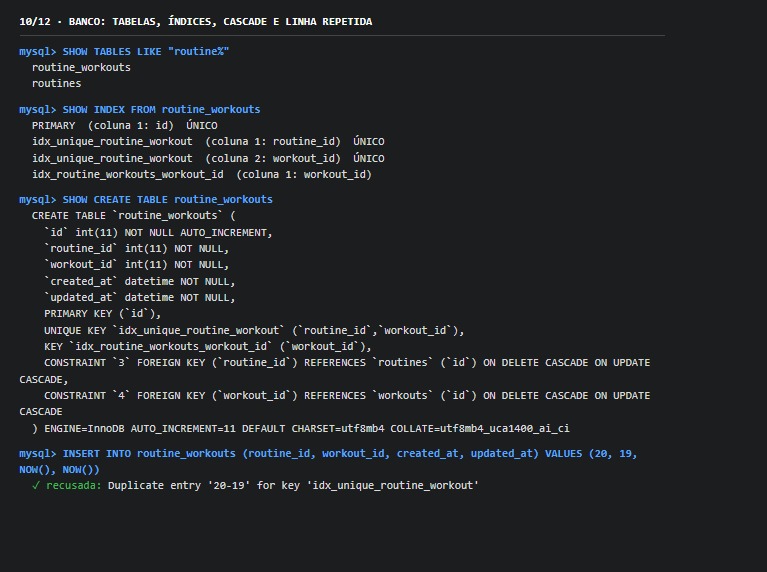 10/12 · BANCO: TABELAS, ÍNDICES, CASCADE E LINHA REPETIDA
mysql> SHOW TABLES LIKE "routine%"
routine_workouts
routines
mysql> SHOW INDEX FROM routine_workouts
PRIMARY  (coluna 1: id)  ÚNICO
idx_unique_routine_workout  (coluna 1: routine_id)  ÚNICO
idx_unique_routine_workout  (coluna 2: workout_id)  ÚNICO
idx_routine_workouts_workout_id  (coluna 1: workout_id)
mysql> SHOW CREATE TABLE routine_workouts
CREATE TABLE `routine_workouts` (
`id` int(11) NOT NULL AUTO_INCREMENT,
`routine_id` int(11) NOT NULL,
`workout_id` int(11) NOT NULL,
`created_at` datetime NOT NULL,
`updated_at` datetime NOT NULL,
PRIMARY KEY (`id`),
UNIQUE KEY `idx_unique_routine_workout` (`routine_id`,`workout_id`),
KEY `idx_routine_workouts_workout_id` (`workout_id`),
CONSTRAINT `3` FOREIGN KEY (`routine_id`) REFERENCES `routines` (`id`) ON DELETE CASCADE ON UPDATE
CASCADE,
CONSTRAINT `4` FOREIGN KEY (`workout_id`) REFERENCES `workouts` (`id`) ON DELETE CASCADE ON UPDATE
CASCADE
) ENGINE=InnoDB AUTO_INCREMENT=11 DEFAULT CHARSET=utf8mb4 COLLATE=utf8mb4_uca1400_ai_ci
mysql> INSERT INTO routine_workouts (routine_id, workout_id, created_at, updated_at) VALUES (20, 19,
NOW(), NOW())
✓ recusada: Duplicate entry '20-19' for key 'idx_unique_routine_workout'